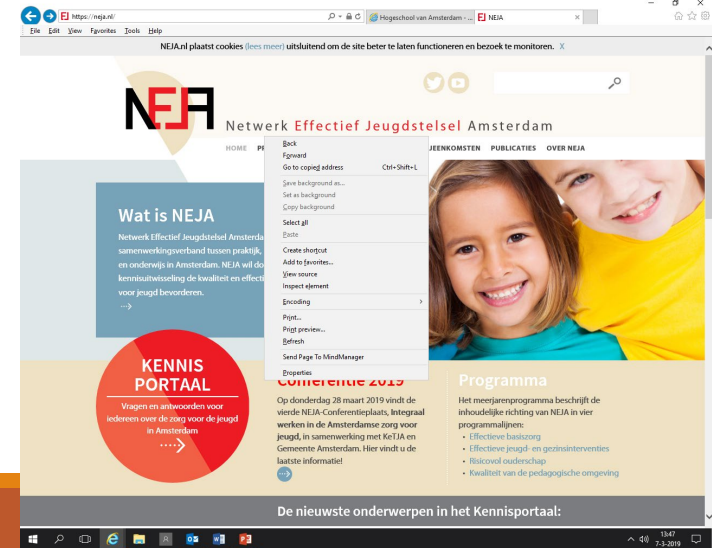 https://neja.nl/
Hogeschool van Amsterdam - ...
NEJA
File Edit View Favorites Tools Help
NEJA.nl plaatst cookies (lees meer) uitsluitend om de site beter te laten functioneren en bezoek te monitoren. X
NEJA
Netwerk Effectief Jeugdstelsel Amsterdam
HOME PR JEENKOMSTEN PUBLICATIES OVER NEJA
Back
Forward
Go to copied address Ctrl+Shift+L
Save background as...
Set as background
Copy background
Select all
Paste
Create shortcut
Add to favorites...
View source
Inspect element
Encoding
Print...
Print preview...
Refresh
Send Page To MindManager
Properties
Wat is NEJA
Netwerk Effectief Jeugdstelsel Amsterda
samenwerkingsverband tussen praktijk,
en onderwijs in Amsterdam. NEJA wil do
kennisuitwisseling de kwaliteit en effecti
voor jeugd bevorderen.
KENNIS
PORTAAL
Vragen en antwoorden voor
iedereen over de zorg voor de jeugd
in Amsterdam
Conferentie 2019
Op donderdag 28 maart 2019 vindt de
vierde NEJA-Conferentieplaats, Integraal
werken in de Amsterdamse zorg voor
jeugd, in samenwerking met KeTJA en
Gemeente Amsterdam. Hier vindt u de
laatste informatie!
Programma
Het meerjarenprogramma beschrijft de
inhoudelijke richting van NEJA in vier
programmalijnen:
• Effectieve basiszorg
• Effectieve jeugd- en gezinsinterventies
• Risicovol ouderschap
• Kwaliteit van de pedagogische omgeving
De nieuwste onderwerpen in het Kennisportaal:
13:47
7-3-2019